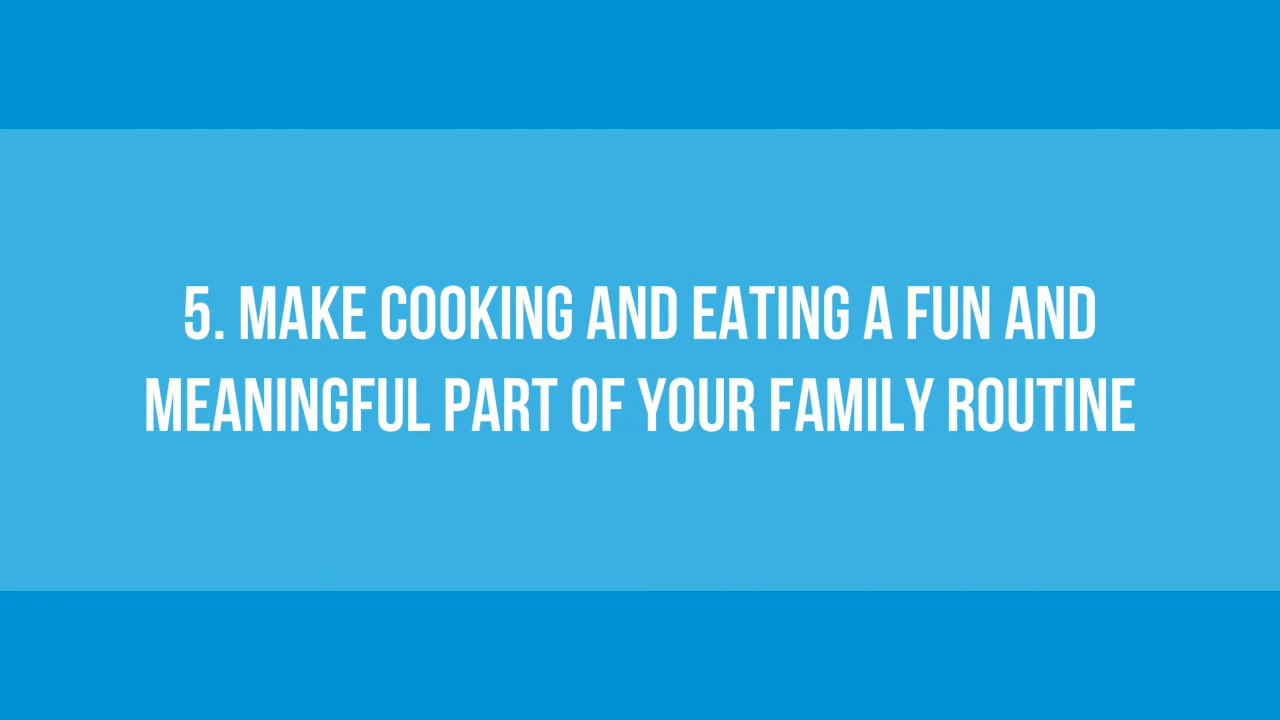 5. MAKE COOKING AND EATING A FUN AND
MEANINGFUL PART OF YOUR FAMILY ROUTINE